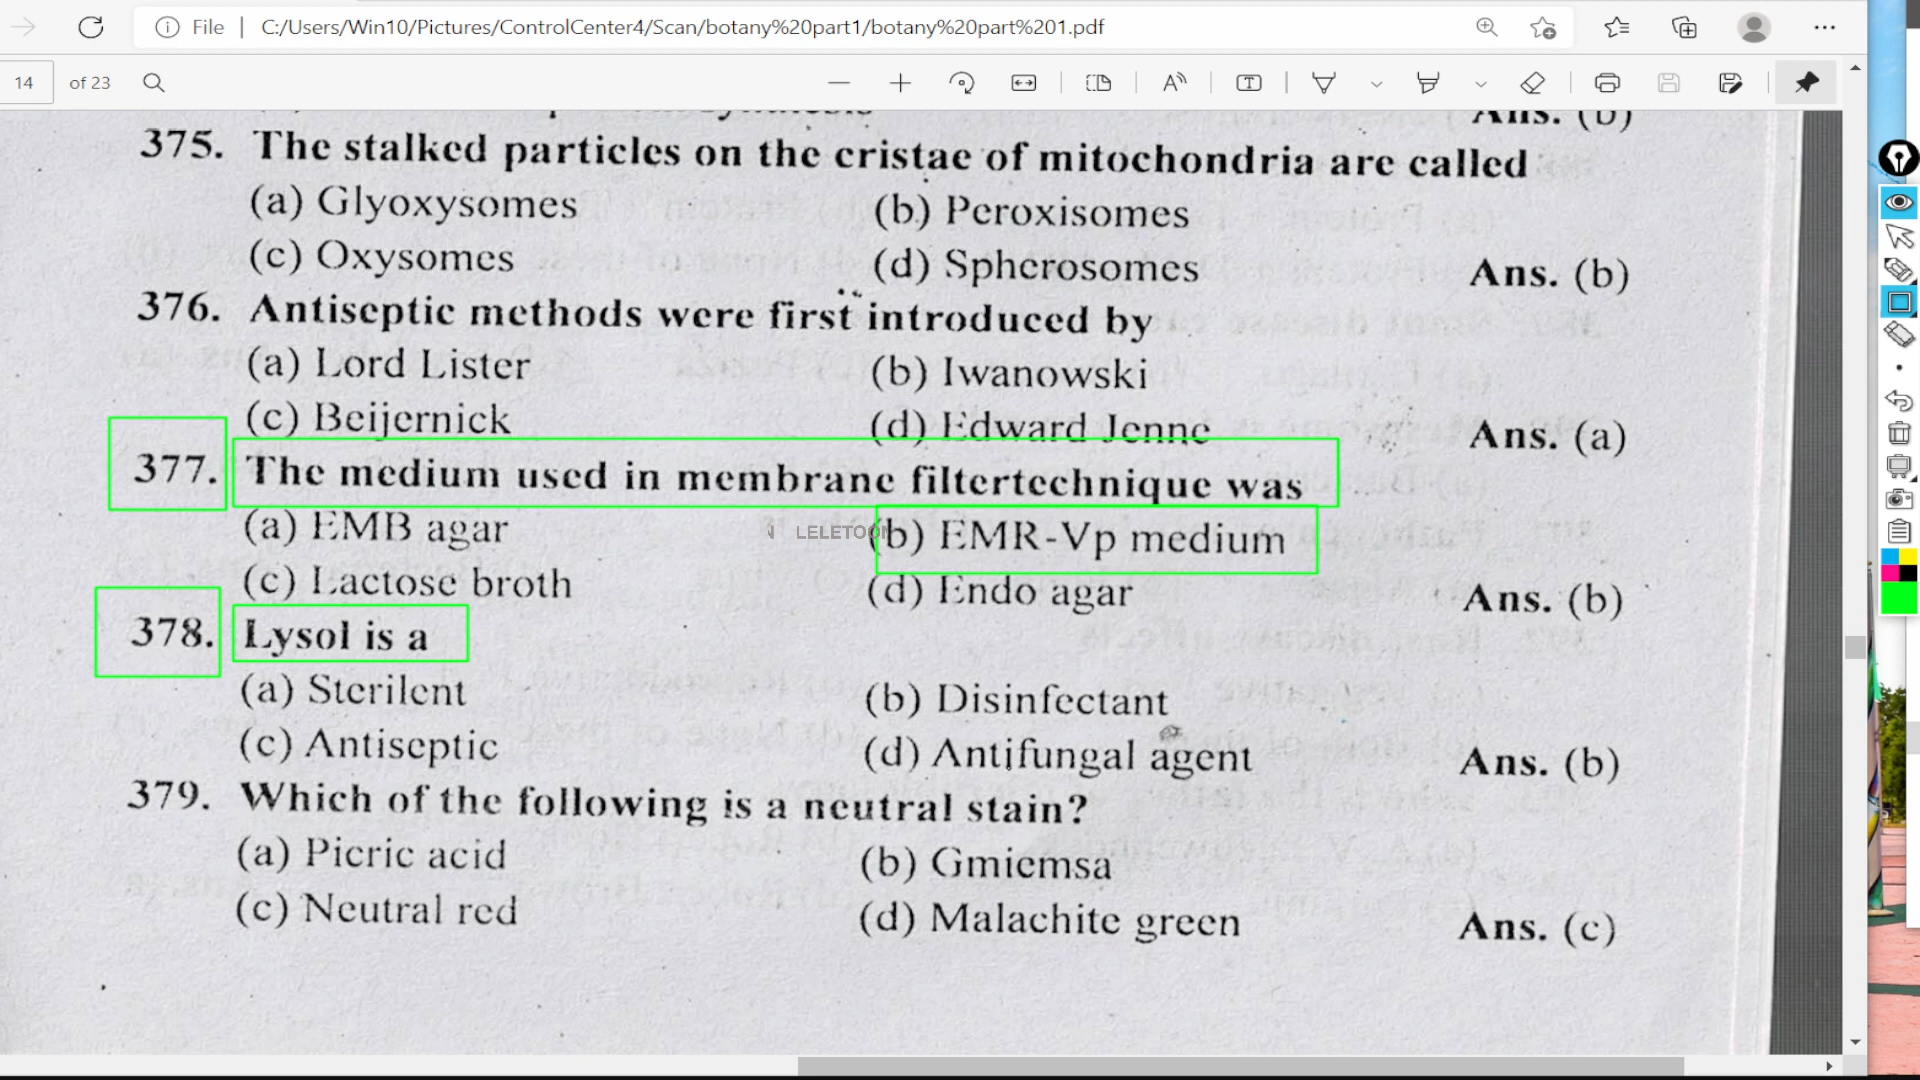 File | C:/Users/Win10/Pictures/ControlCenter4/Scan/botany%20part1/botany%20part%201.pdf
14 of 23
Ans. (b)
375. The stalked particles on the cristae of mitochondria are called
(a) Glyoxysomes (b) Peroxisomes
(c) Oxysomes (d) Spherosomes Ans. (b)
376. Antiseptic methods were first introduced by
(a) Lord Lister (b) Iwanowski
(c) Beijernick (d) Edward Jenne Ans. (a)
377. The medium used in membrane filtertechnique was
(a) EMB agar (b) EMR-Vp medium
LELETOON
(c) Lactose broth (d) Endo agar Ans. (b)
378. Lysol is a
(a) Sterilent (b) Disinfectant
(c) Antiseptic (d) Antifungal agent Ans. (b)
379. Which of the following is a neutral stain?
(a) Picric acid (b) Gmiemsa
(c) Neutral red (d) Malachite green Ans. (c)